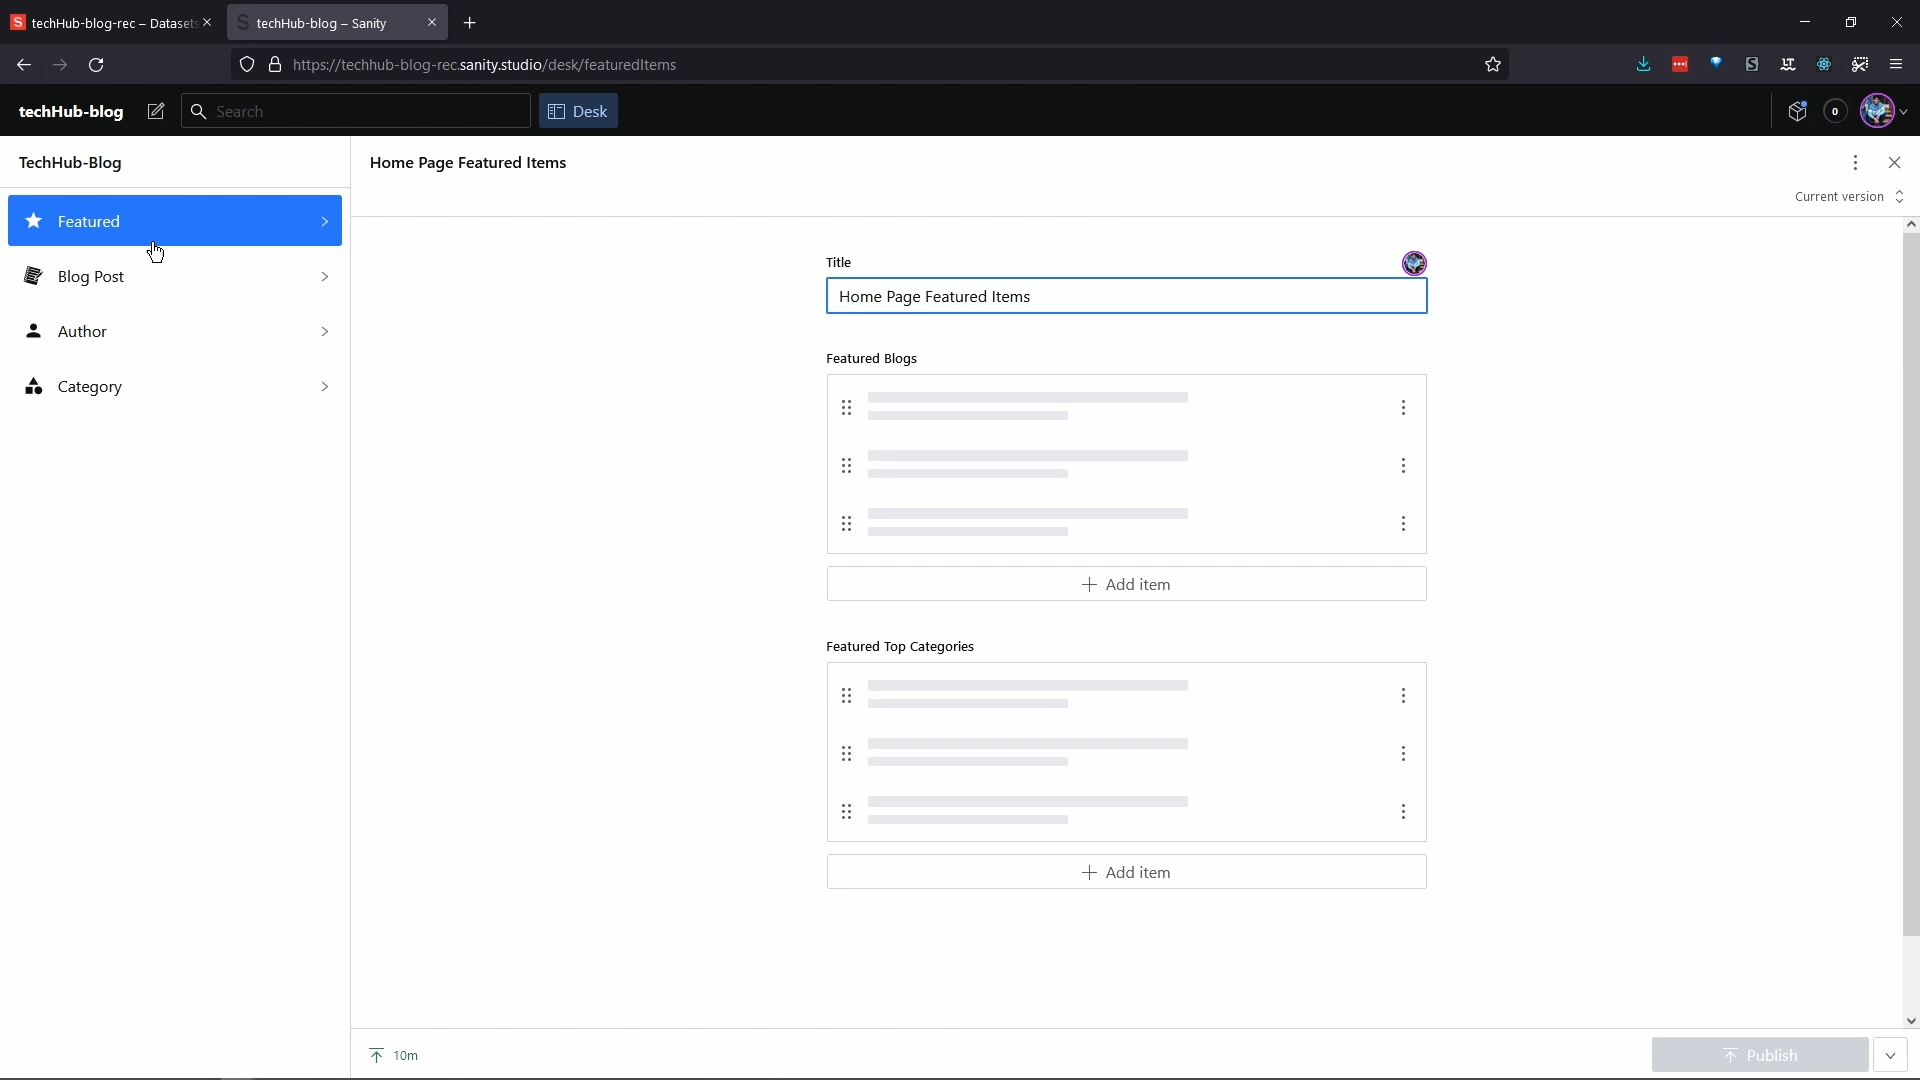 techHub-blog-rec – Datasets
techHub-blog – Sanity
https://techhub-blog-rec.sanity.studio/desk/featuredItems
techHub-blog
Search
Desk
0
TechHub-Blog
Home Page Featured Items
Current version
Featured
Blog Post
Author
Category
Title
Home Page Featured Items
Featured Blogs
Add item
Featured Top Categories
Add item
10m
Publish